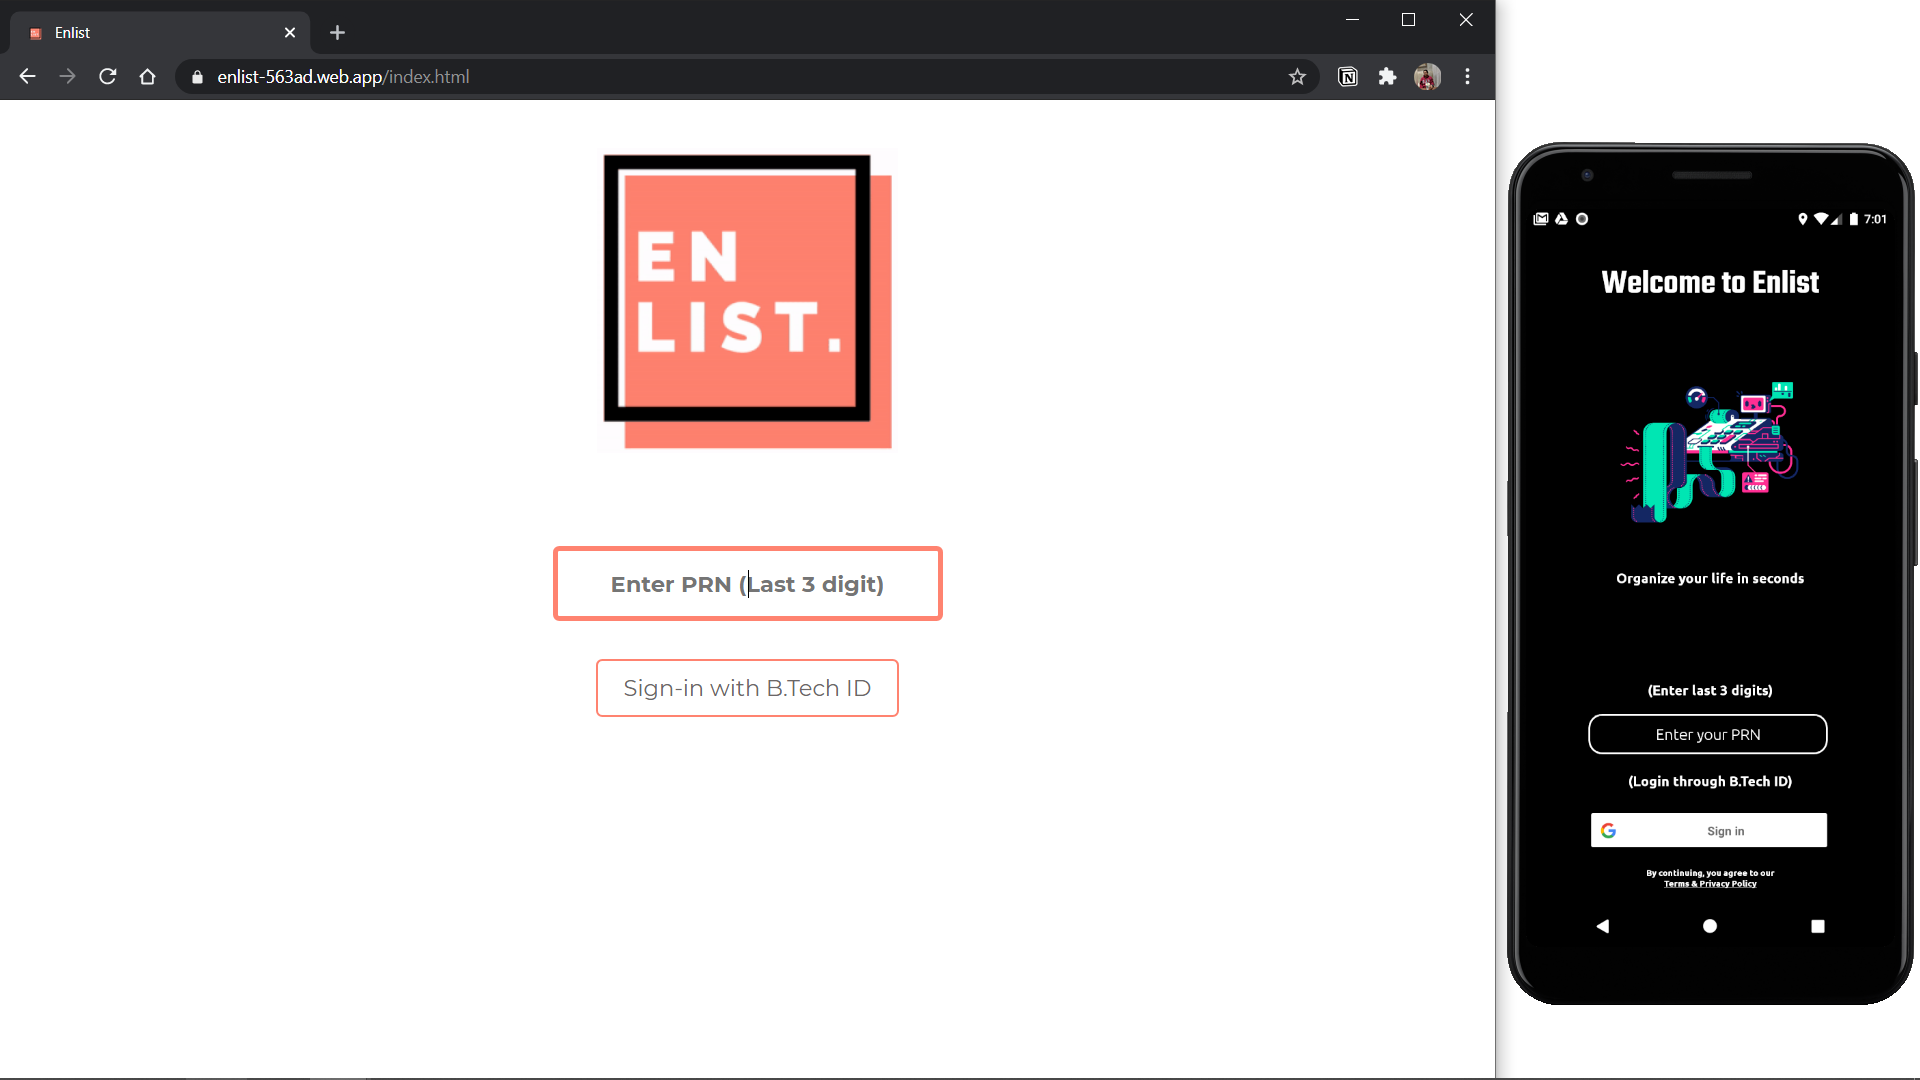 Enlist
enlist-563ad.web.app/index.html
EN
LIST.
Enter PRN (Last 3 digit)
Sign-in with B.Tech ID
7:01
Welcome to Enlist
Organize your life in seconds
(Enter last 3 digits)
Enter your PRN
(Login through B.Tech ID)
Sign in
By continuing, you agree to our
Terms & Privacy Policy